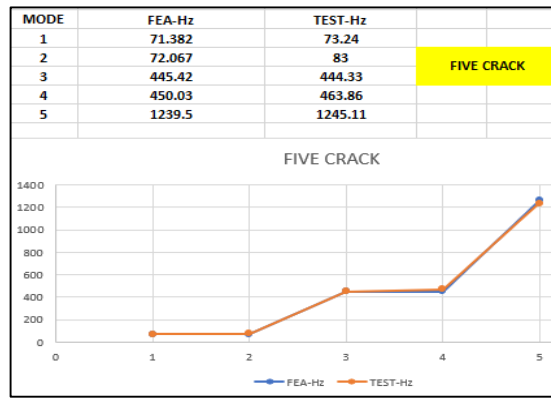 MODE FEA-Hz TEST-Hz
1 71.382 73.24
2 72.067 83
3 445.42 444.33
4 450.03 463.86
5 1239.5 1245.11
FIVE CRACK
FIVE CRACK
1400
1200
1000
800
600
400
200
0
0 1 2 3 4 5
FEA-Hz TEST-Hz